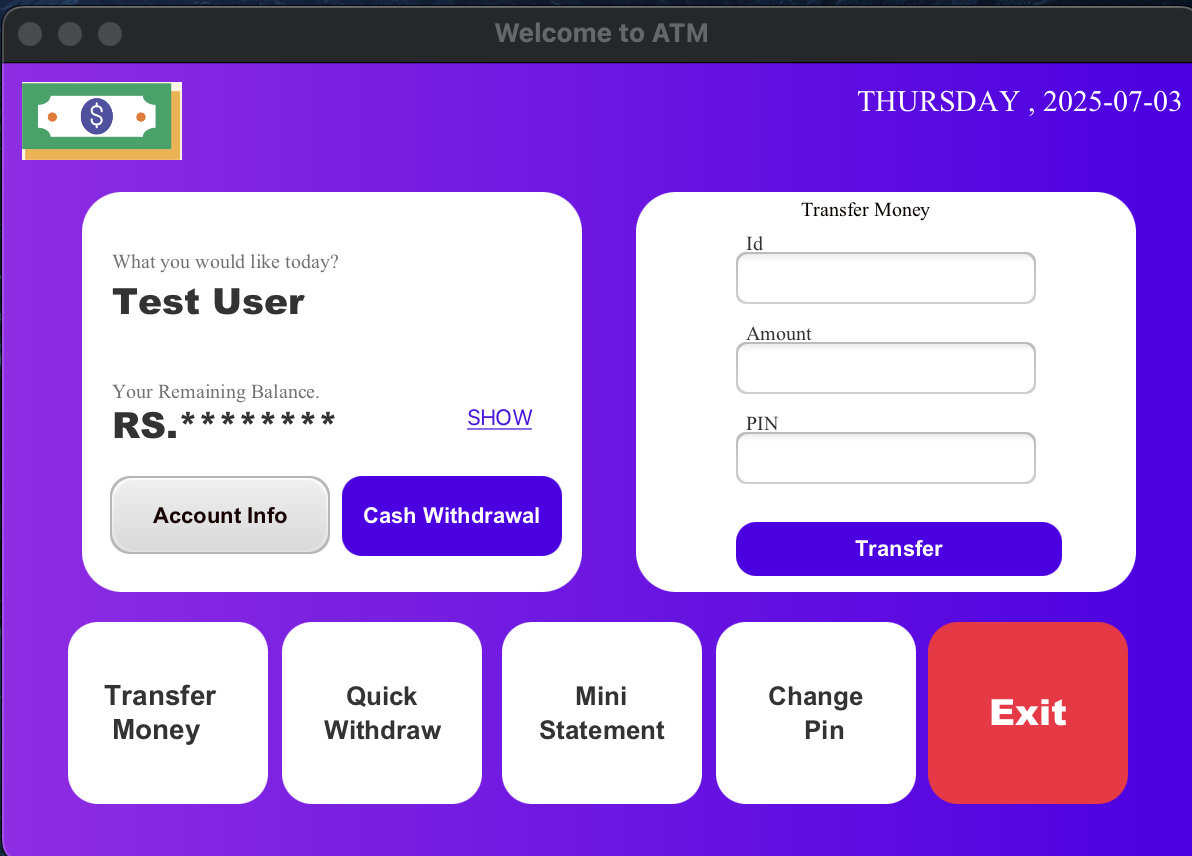 Welcome to ATM
$
THURSDAY , 2025-07-03
What you would like today?
Test User
Your Remaining Balance.
RS.********
SHOW
Account Info
Cash Withdrawal
Transfer Money
Id
Amount
PIN
Transfer
Transfer
Money
Quick
Withdraw
Mini
Statement
Change
Pin
Exit